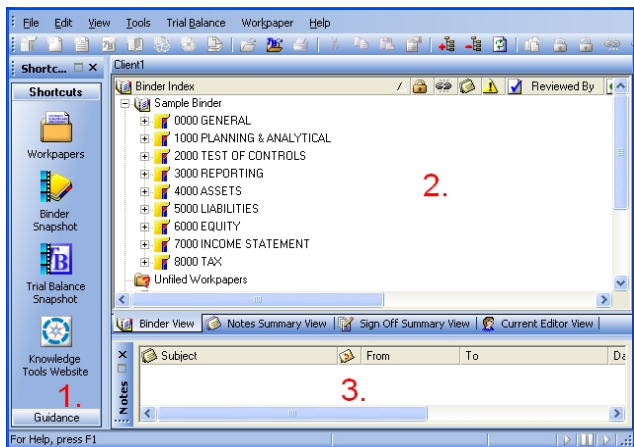 File Edit View Tools Trial Balance Workpaper Help
Shortc...
Client1
Shortcuts
Binder Index / Reviewed By
Sample Binder
0000 GENERAL
1000 PLANNING & ANALYTICAL
2000 TEST OF CONTROLS
3000 REPORTING
4000 ASSETS
5000 LIABILITIES
6000 EQUITY
7000 INCOME STATEMENT
8000 TAX
Unfiled Workpapers
2.
Workpapers
Binder
Snapshot
TB
Trial Balance
Snapshot
Knowledge
Tools Website
1.
Guidance
Binder View Notes Summary View Sign Off Summary View Current Editor View
Notes
Subject From To Da
3.
For Help, press F1